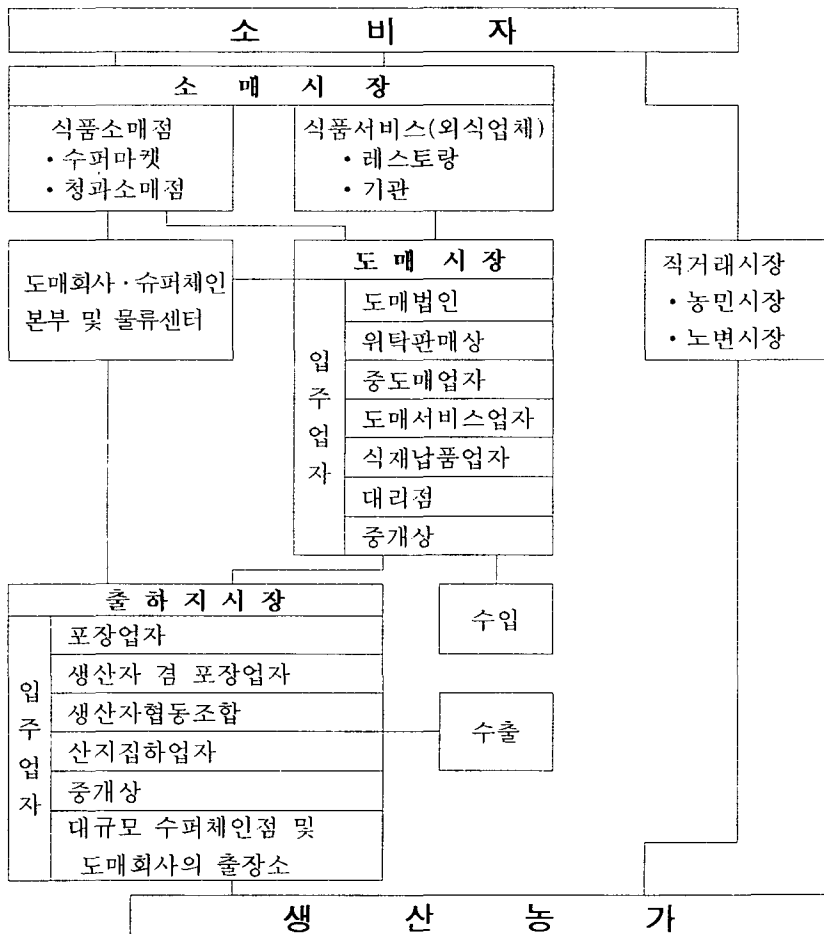 소 비 자
소 매 시 장
식품소매점
• 수퍼마켓
• 청과소매점
식품서비스(외식업체)
• 레스토랑
• 기관
도매회사·슈퍼체인
본부 및 물류센터
도 매 시 장
입주업자
도매법인
위탁판매상
중도매업자
도매서비스업자
식재납품업자
대리점
중개상
직거래시장
• 농민시장
• 노변시장
출 하 지 시 장
입주업자
포장업자
생산자 겸 포장업자
생산자협동조합
산지집하업자
중개상
대규모 수퍼체인점 및
도매회사의 출장소
수입
수출
생 산 농 가